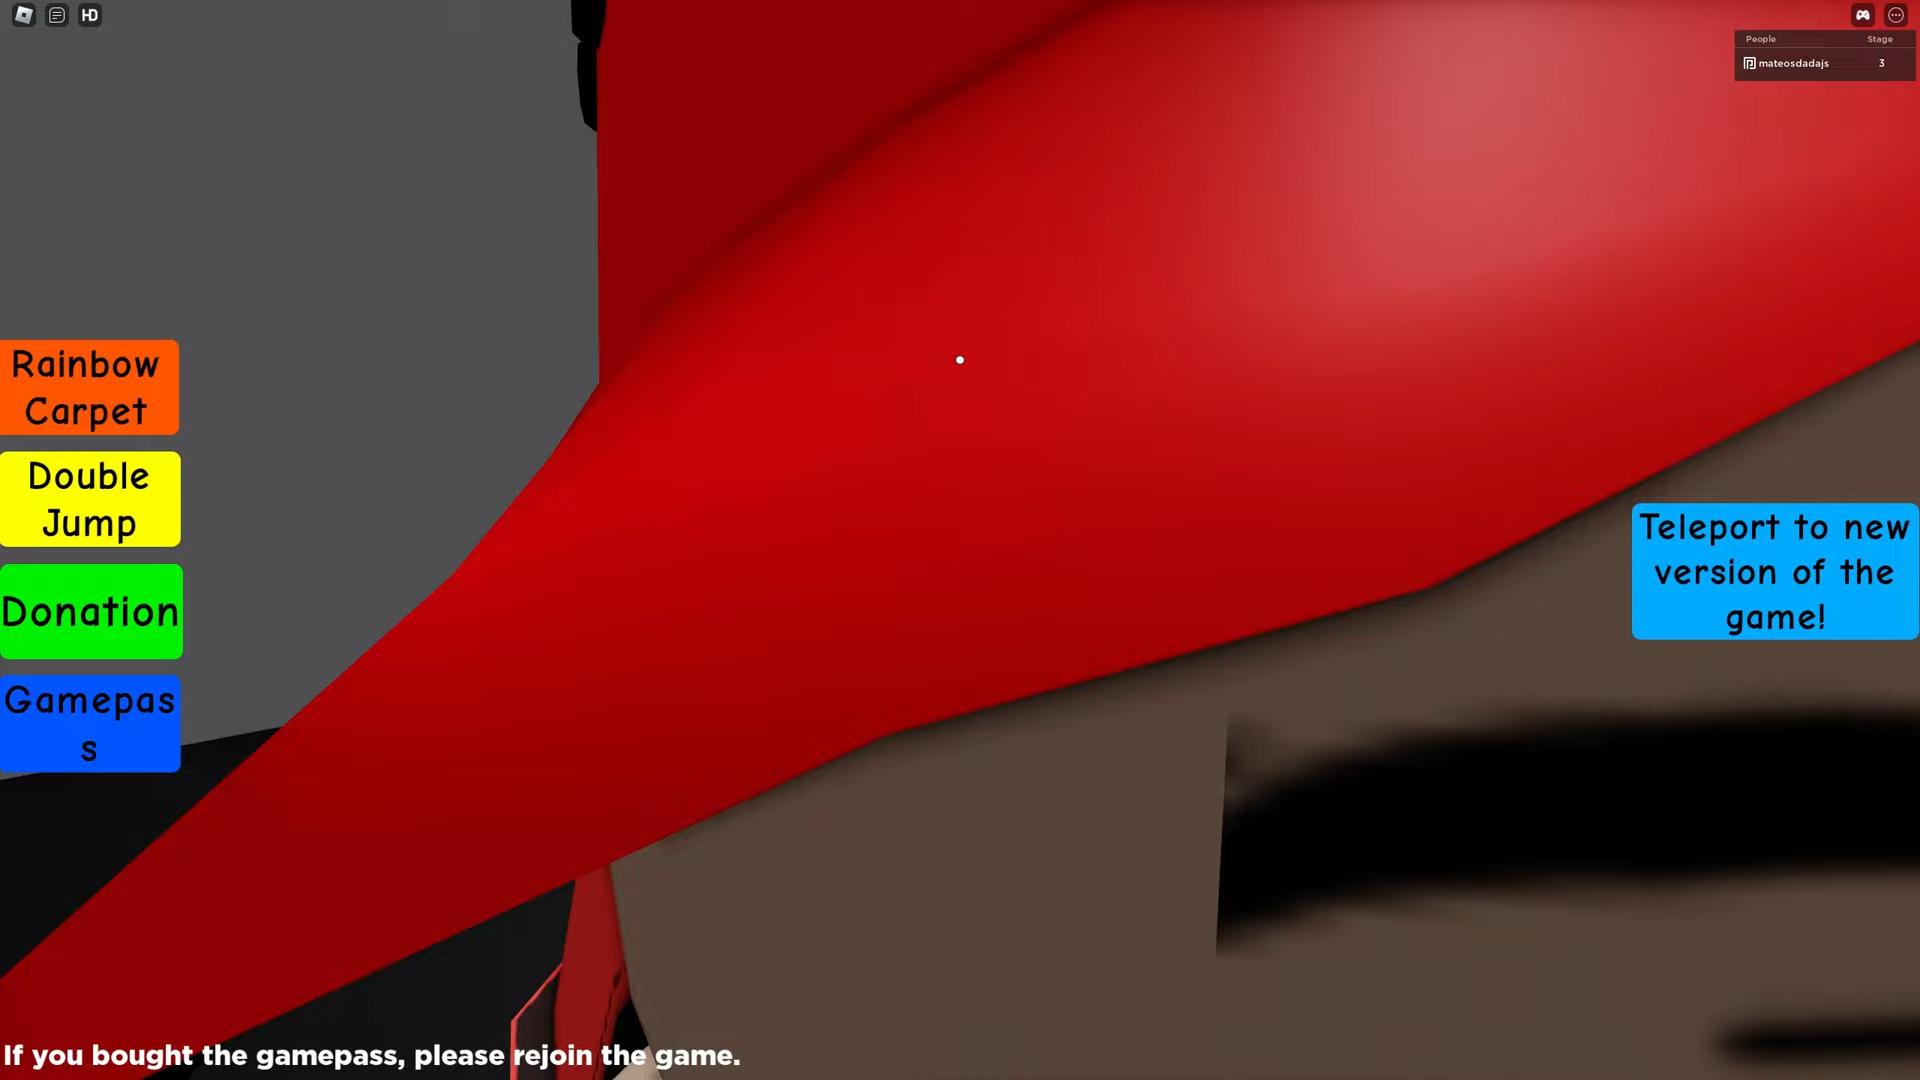 HD
People Stage
mateosdadajs 3
Rainbow
Carpet
Double
Jump
Donation
Gamepas
s
Teleport to new
version of the
game!
If you bought the gamepass, please rejoin the game.